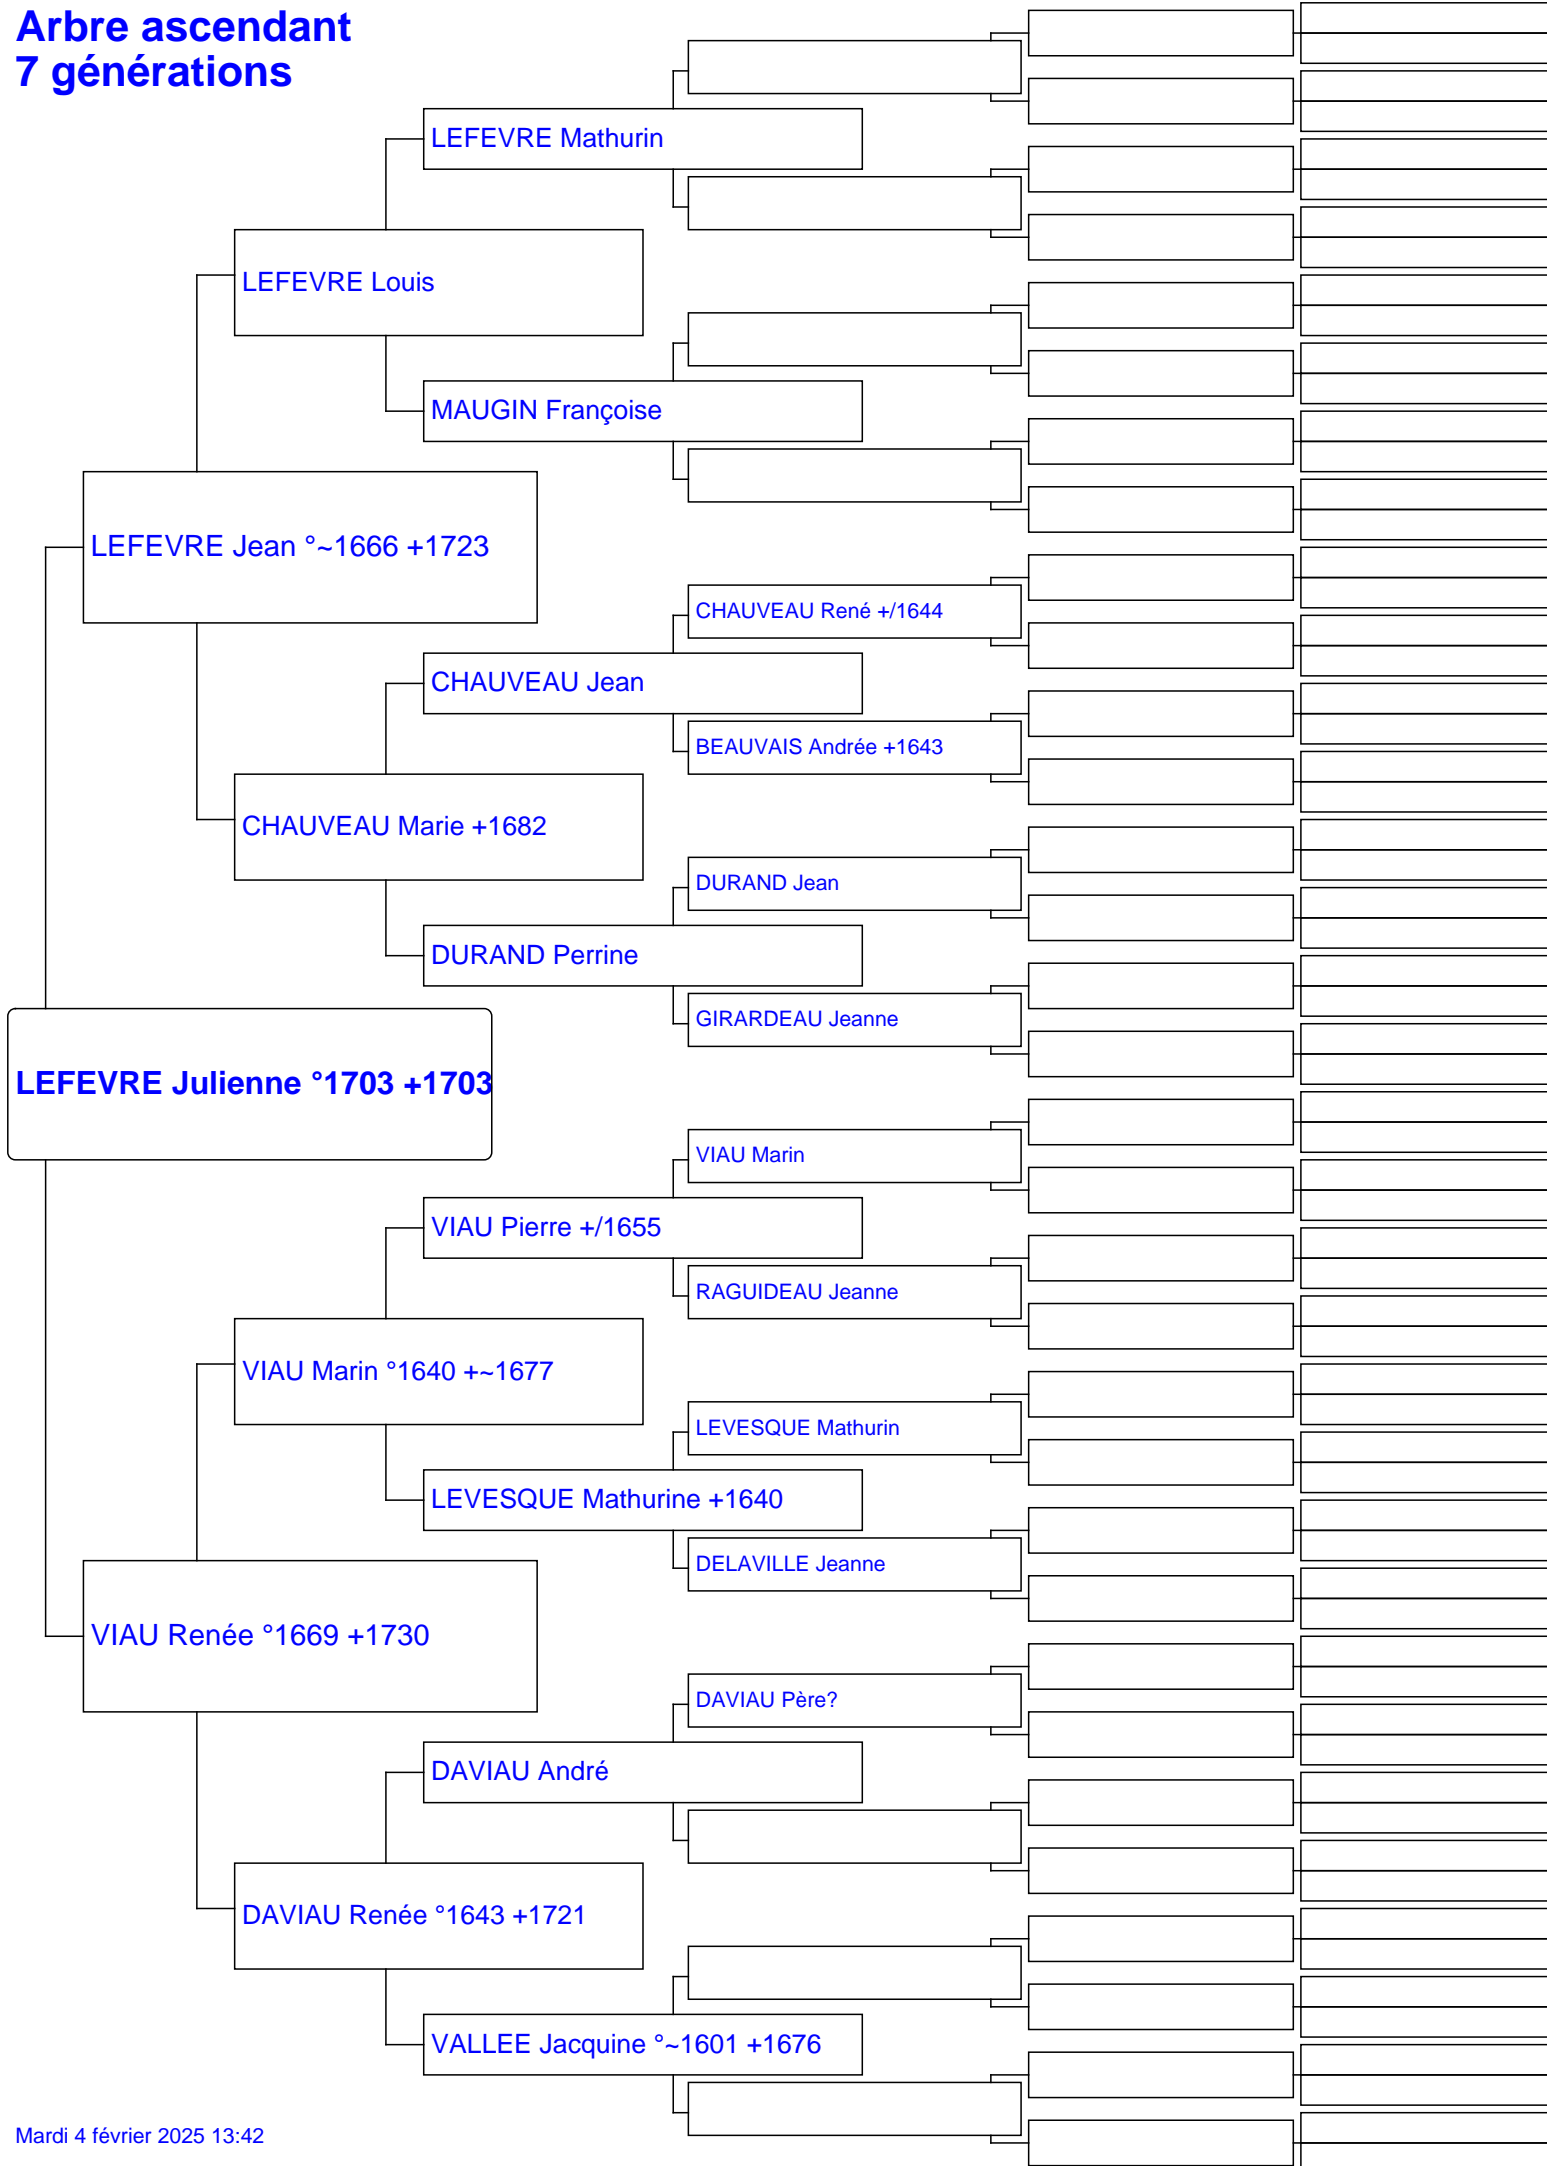 Arbre ascendant
7 générations
LEFEVRE Mathurin
LEFEVRE Louis
MAUGIN Françoise
LEFEVRE Jean °~1666 +1723
CHAUVEAU René +/1644
CHAUVEAU Jean
BEAUVAIS Andrée +1643
CHAUVEAU Marie +1682
DURAND Jean
DURAND Perrine
GIRARDEAU Jeanne
LEFEVRE Julienne °1703 +1703
VIAU Marin
VIAU Pierre +/1655
RAGUIDEAU Jeanne
VIAU Marin °1640 +~1677
LEVESQUE Mathurin
LEVESQUE Mathurine +1640
DELAVILLE Jeanne
VIAU Renée °1669 +1730
DAVIAU Père?
DAVIAU André
DAVIAU Renée °1643 +1721
VALLEE Jacquine °~1601 +1676
Mardi 4 février 2025 13:42